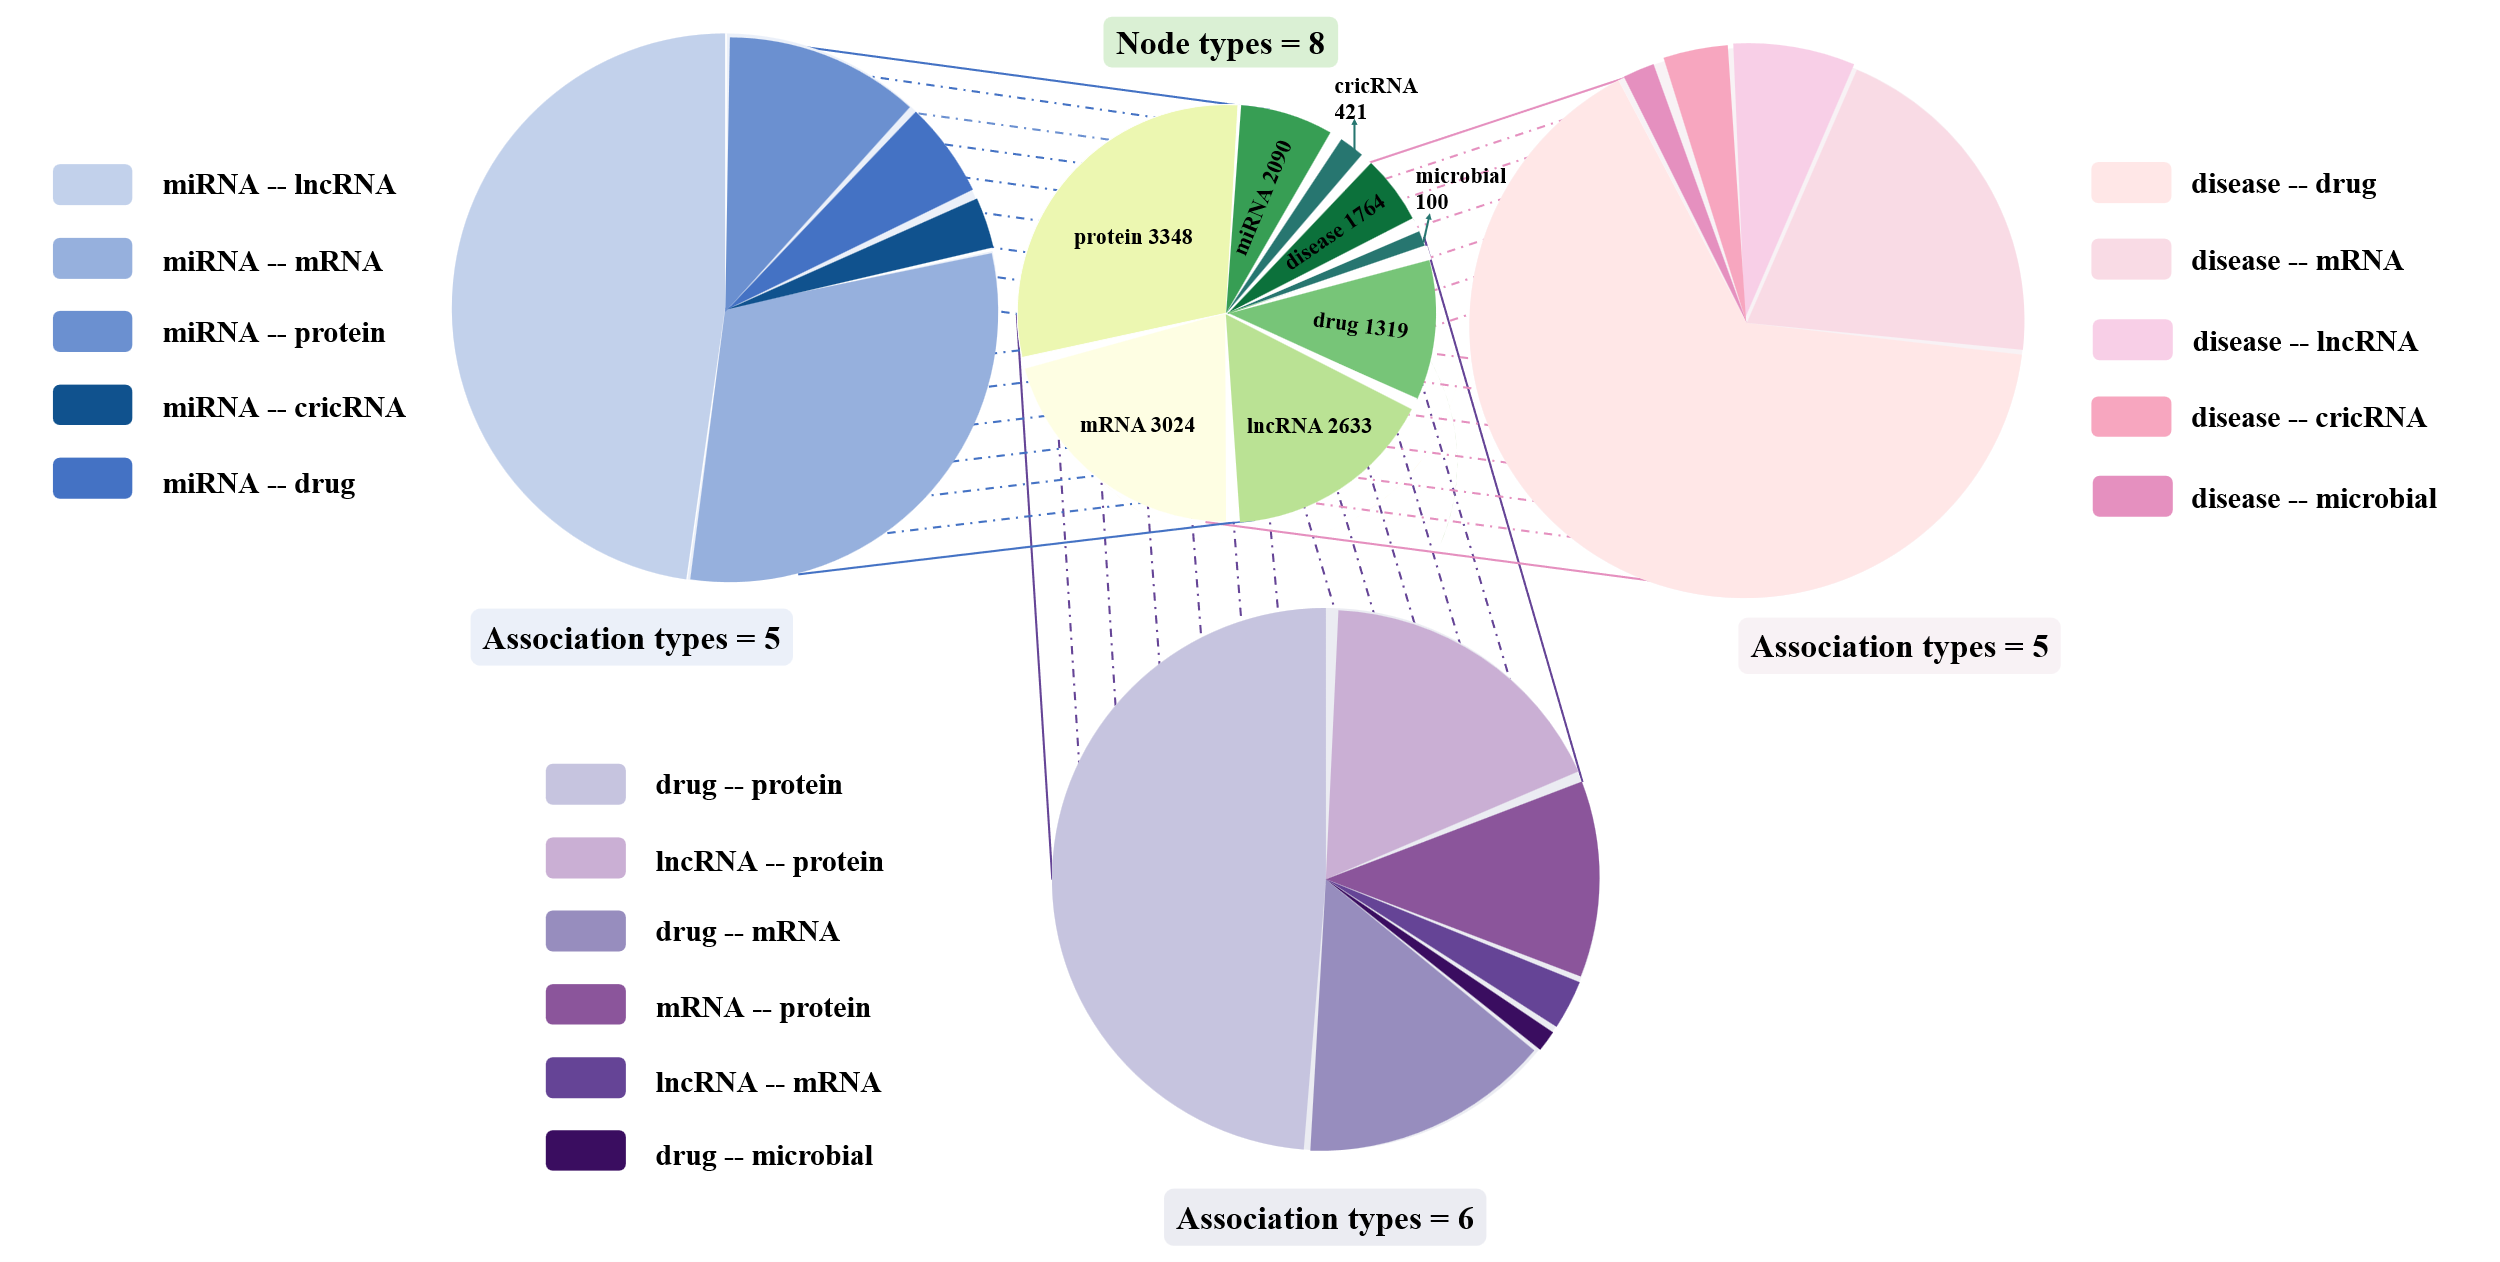 Node types = 8
cricRNA
421
miRNA 2090
microbial
100
disease 1764
protein 3348
drug 1319
mRNA 3024
lncRNA 2633
miRNA -- lncRNA
miRNA -- mRNA
miRNA -- protein
miRNA -- cricRNA
miRNA -- drug
Association types = 5
disease -- drug
disease -- mRNA
disease -- lncRNA
disease -- cricRNA
disease -- microbial
Association types = 5
drug -- protein
lncRNA -- protein
drug -- mRNA
mRNA -- protein
lncRNA -- mRNA
drug -- microbial
Association types = 6